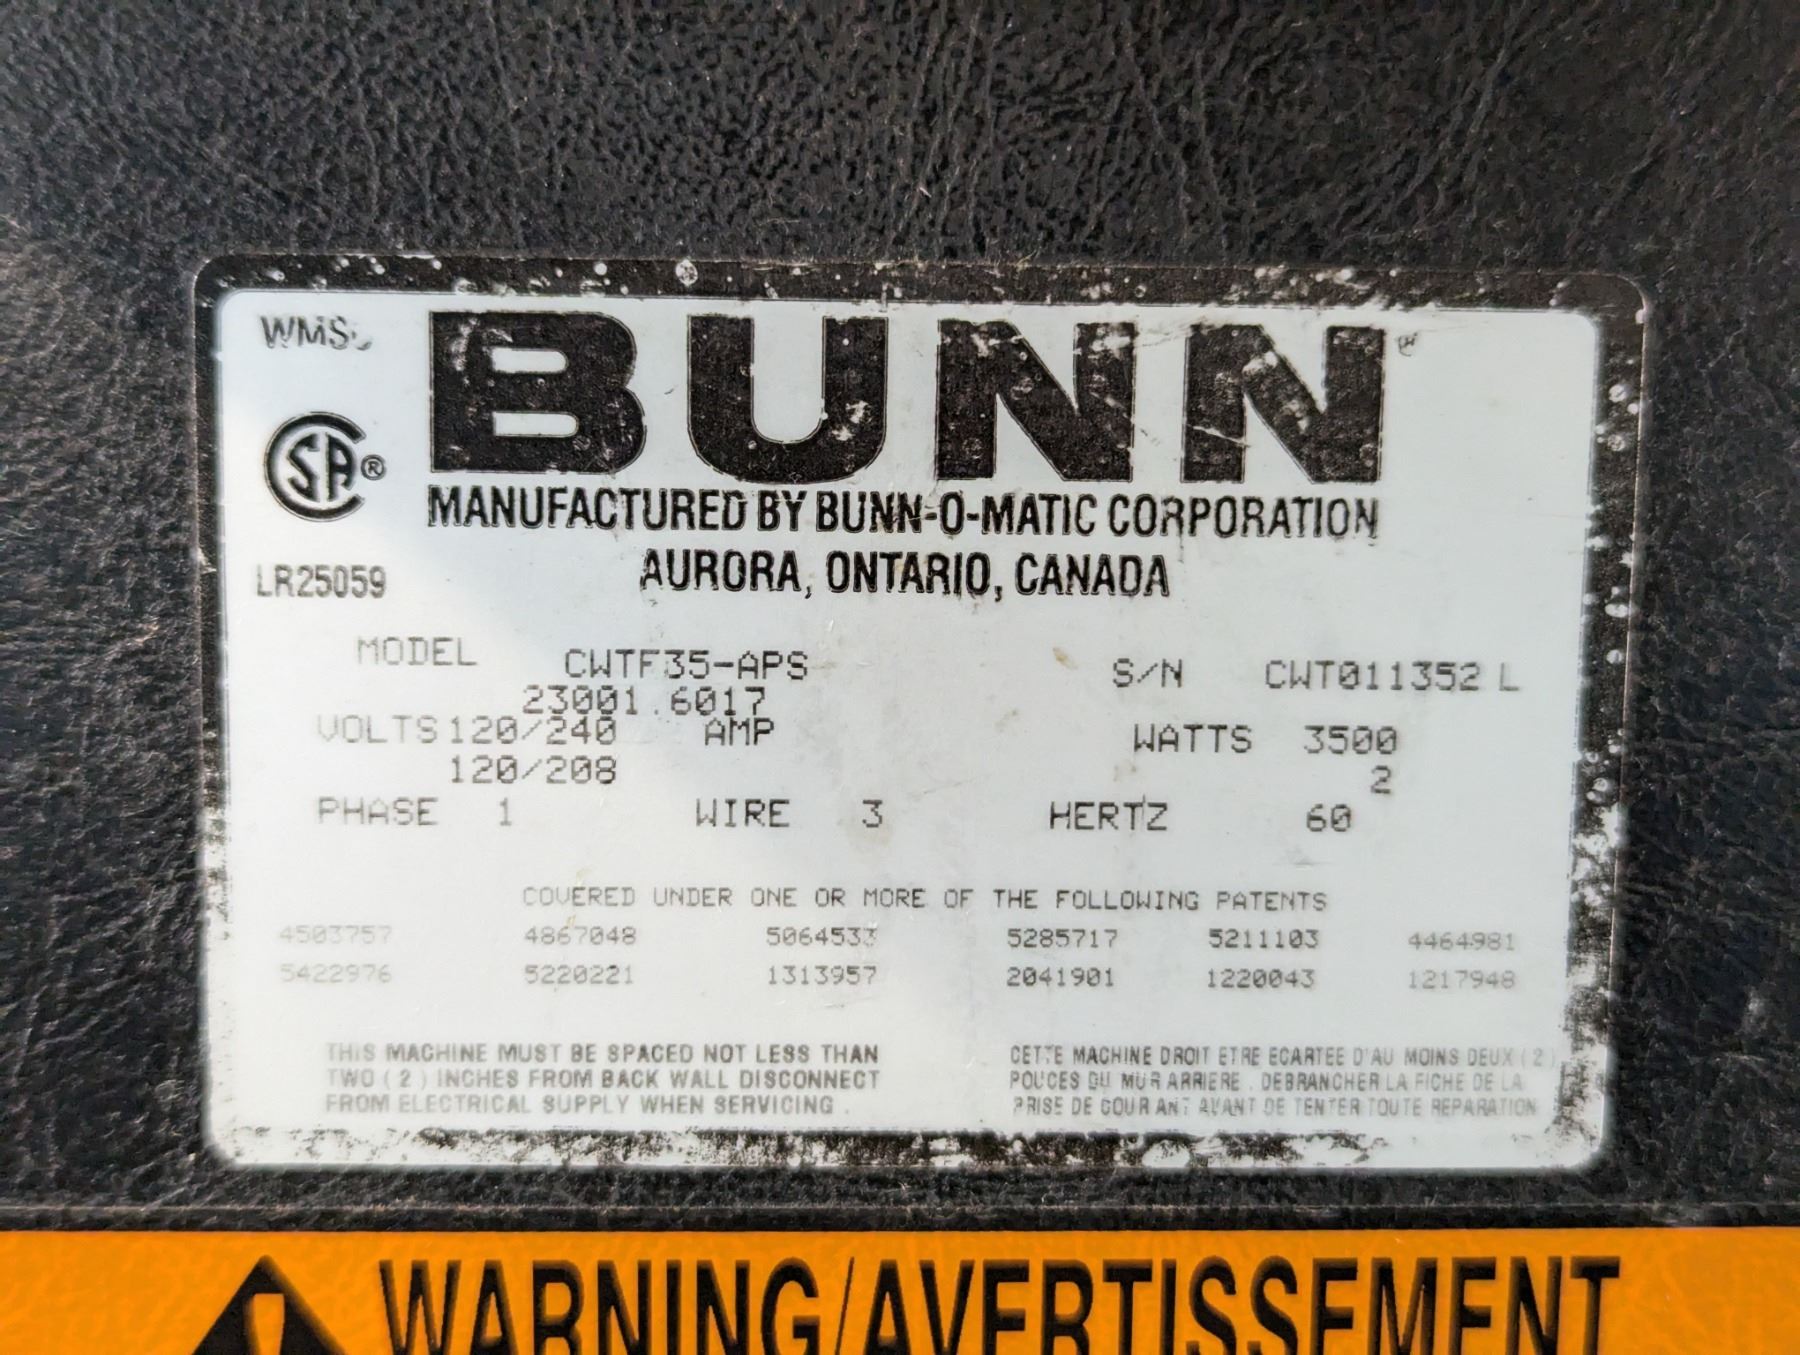 WMS
BUNN
MANUFACTURED BY BUNN-O-MATIC CORPORATION
AURORA, ONTARIO, CANADA
CSA®
LR25059
MODEL CWTF35-APS S/N CWT011352 L
23001.6017
VOLTS 120/240 AMP WATTS 3500
120/208 2
PHASE 1 WIRE 3 HERTZ 60
COVERED UNDER ONE OR MORE OF THE FOLLOWING PATENTS
4503757 4867048 5064533 5285717 5211103 4464981
5422976 5220221 1313957 2041901 1220043 1217948
THIS MACHINE MUST BE SPACED NOT LESS THAN
TWO (2) INCHES FROM BACK WALL DISCONNECT
FROM ELECTRICAL SUPPLY WHEN SERVICING.
CETTE MACHINE DROIT ETRE ECARTEE D'AU MOINS DEUX (2)
POUCES DU MUR ARRIERE. DEBRANCHER LA FICHE DE LA
PRISE DE COURANT AVANT DE TENTER TOUTE REPARATION
WARNING/AVERTISSEMENT